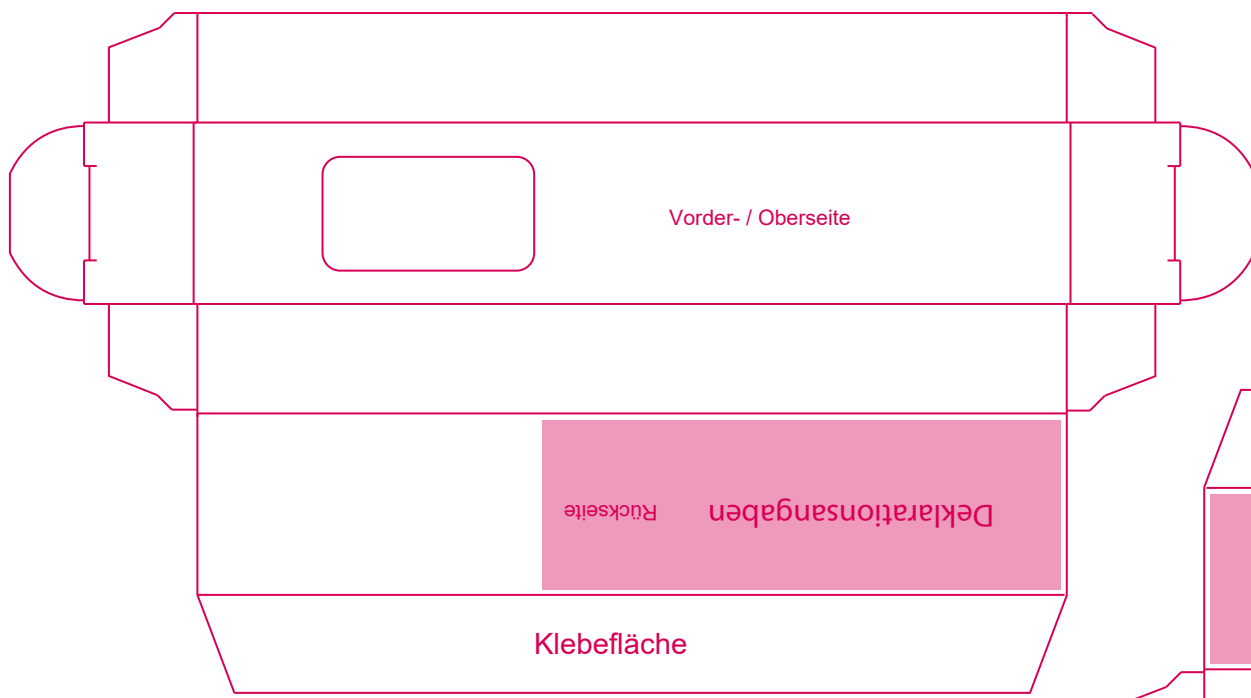 Vorder- / Oberseite
Deklarationsangaben
Rückseite
Klebefläche